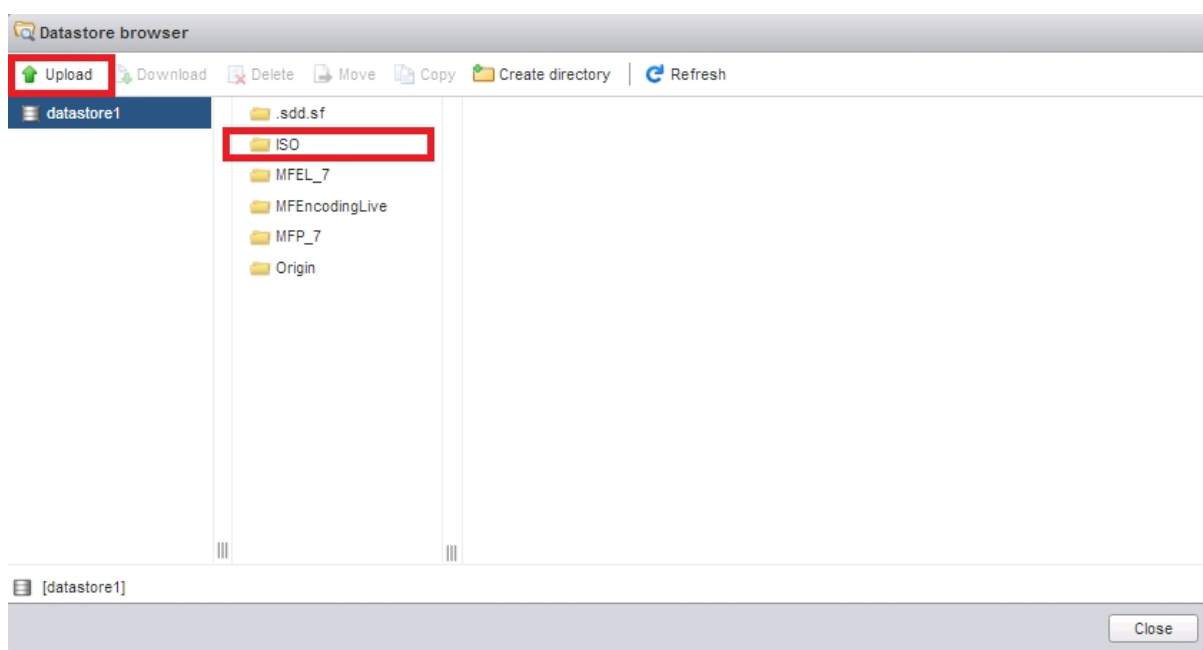 Datastore browser
Upload Download Delete Move Copy Create directory Refresh
datastore1
.sdd.sf
ISO
MFEL_7
MFEncodingLive
MFP_7
Origin
[datastore1]
Close